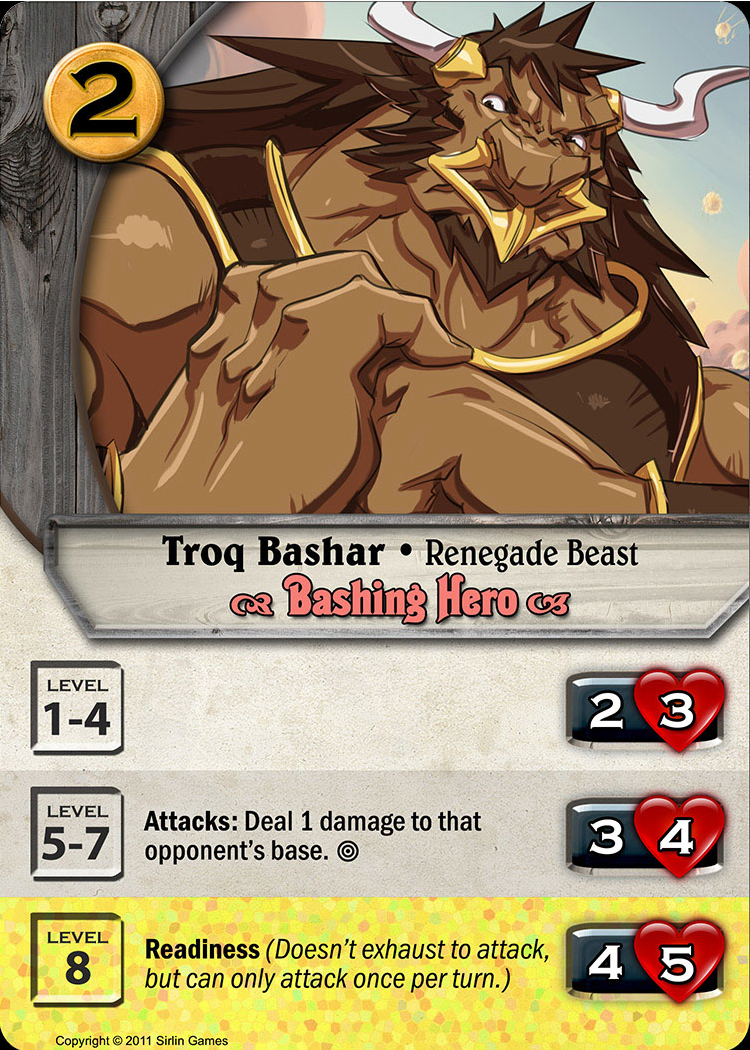 2
Troq Bashar • Renegade Beast
Bashing Hero
LEVEL
1-4
2 3
LEVEL
5-7
Attacks: Deal 1 damage to that
opponent's base. ◎
3 4
LEVEL
8
Readiness (Doesn't exhaust to attack,
but can only attack once per turn.)
4 5
Copyright © 2011 Sirlin Games